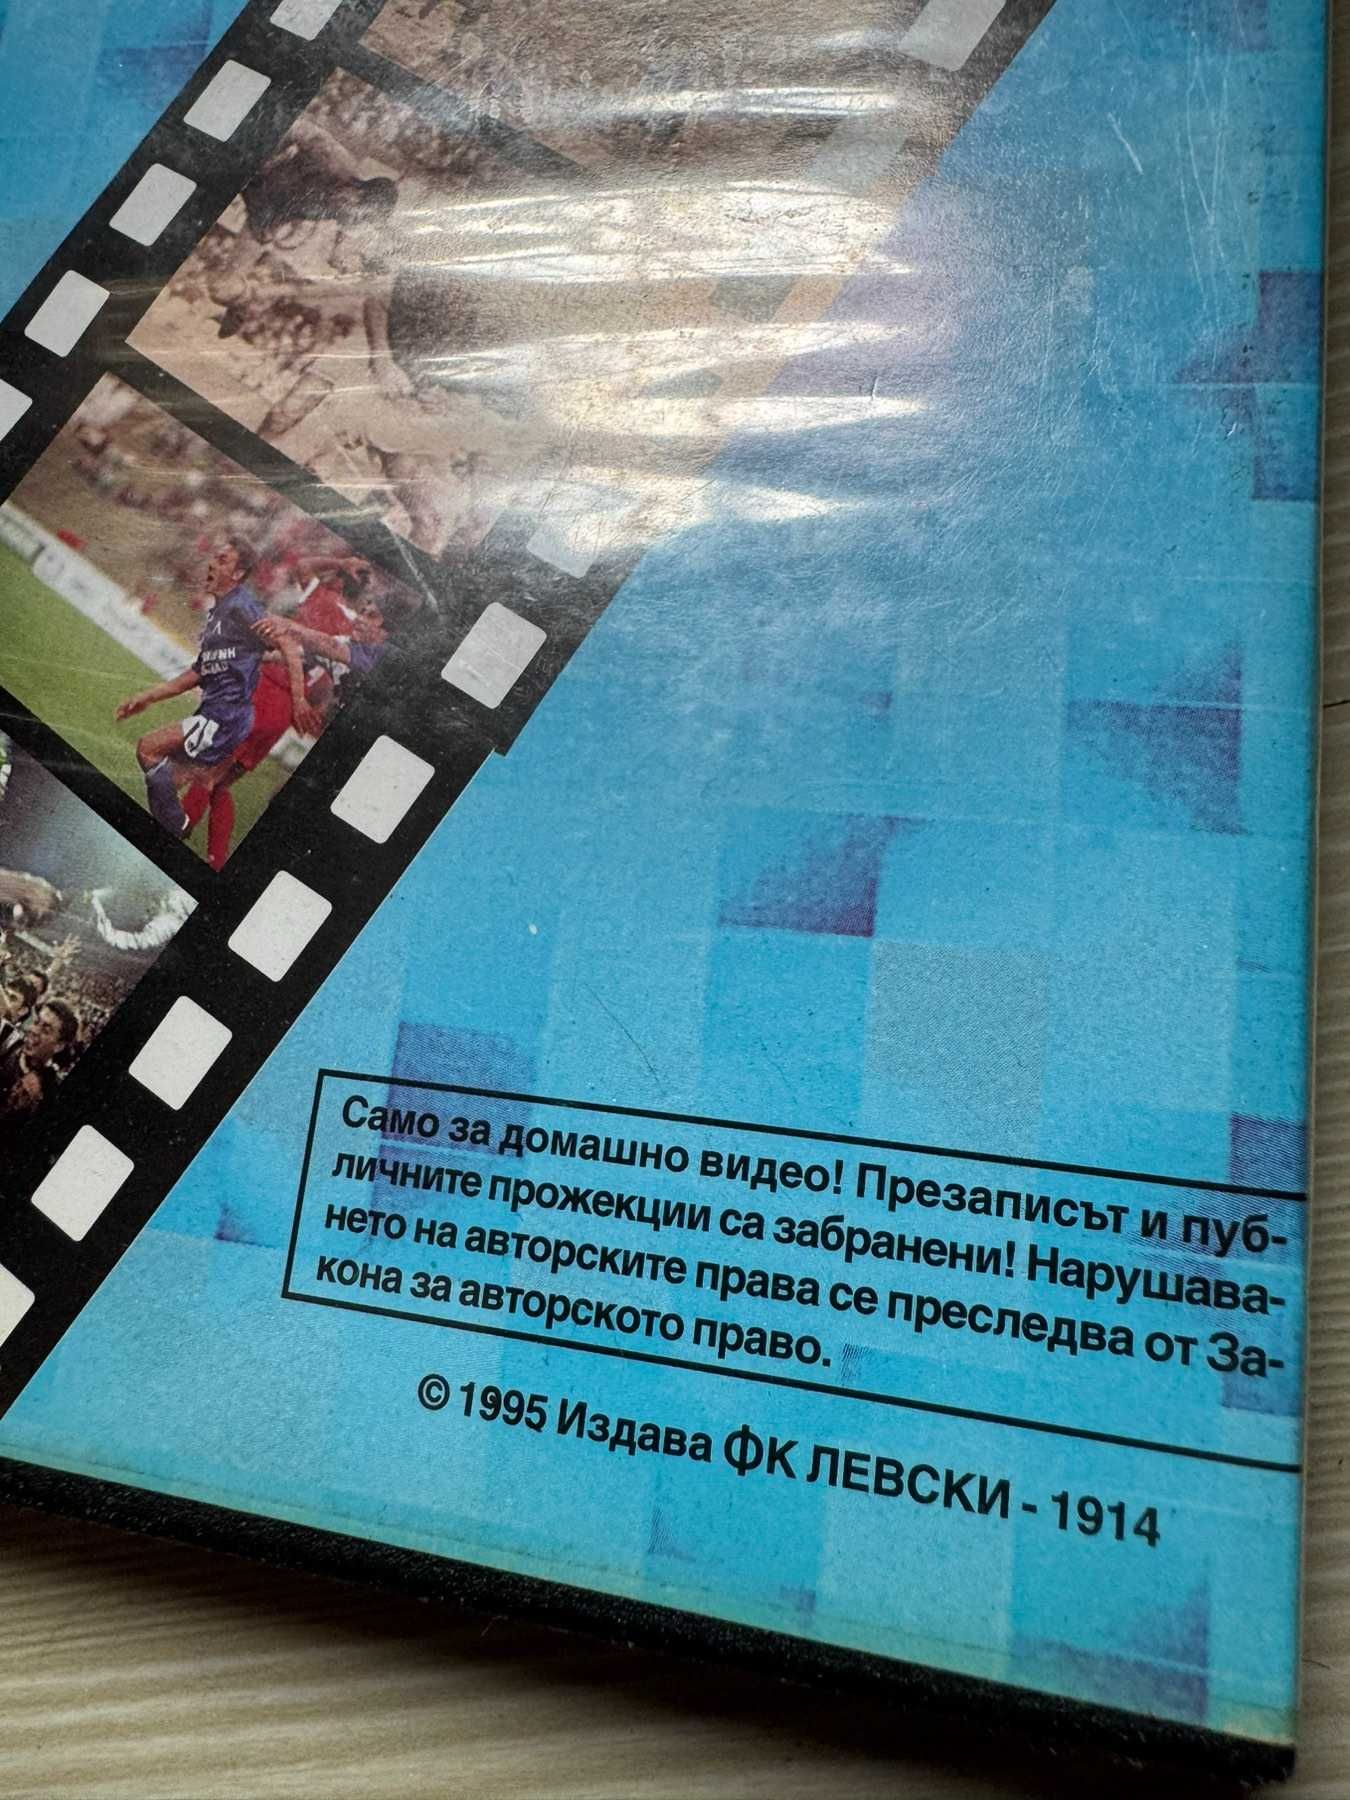 Само за домашно видео! Презаписът и пуб-
личните прожекции са забранени! Нарушава-
нето на авторските права се преследва от За-
кона за авторското право.
© 1995 Издава ФК ЛЕВСКИ - 1914